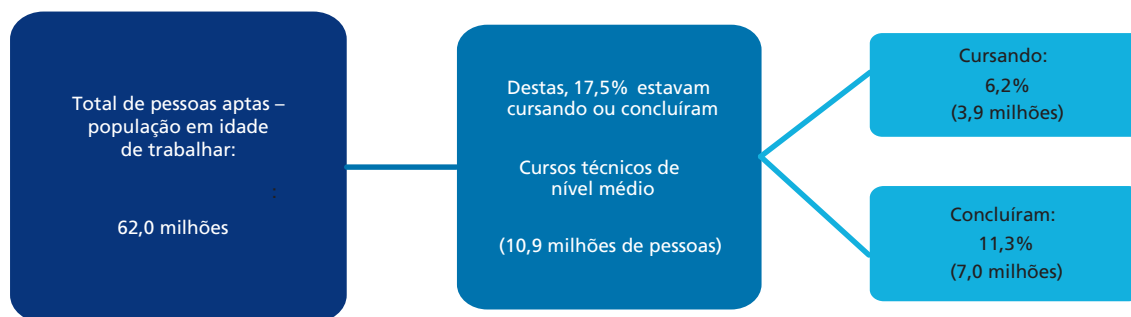 Total de pessoas aptas –
população em idade
de trabalhar:
:
62,0 milhões
Destas, 17,5% estavam
cursando ou concluíram
Cursos técnicos de
nível médio
(10,9 milhões de pessoas)
Cursando:
6,2%
(3,9 milhões)
Concluíram:
11,3%
(7,0 milhões)